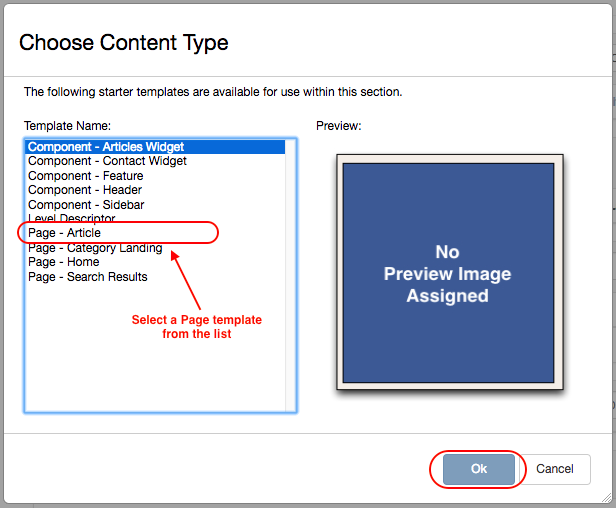 Choose Content Type
The following starter templates are available for use within this section.
Template Name:
Component - Articles Widget
Component - Contact Widget
Component - Feature
Component - Header
Component - Sidebar
Level Descriptor
Page - Article
Page - Category Landing
Page - Home
Page - Search Results
Select a Page template
from the list
Preview:
No
Preview Image
Assigned
Ok
Cancel